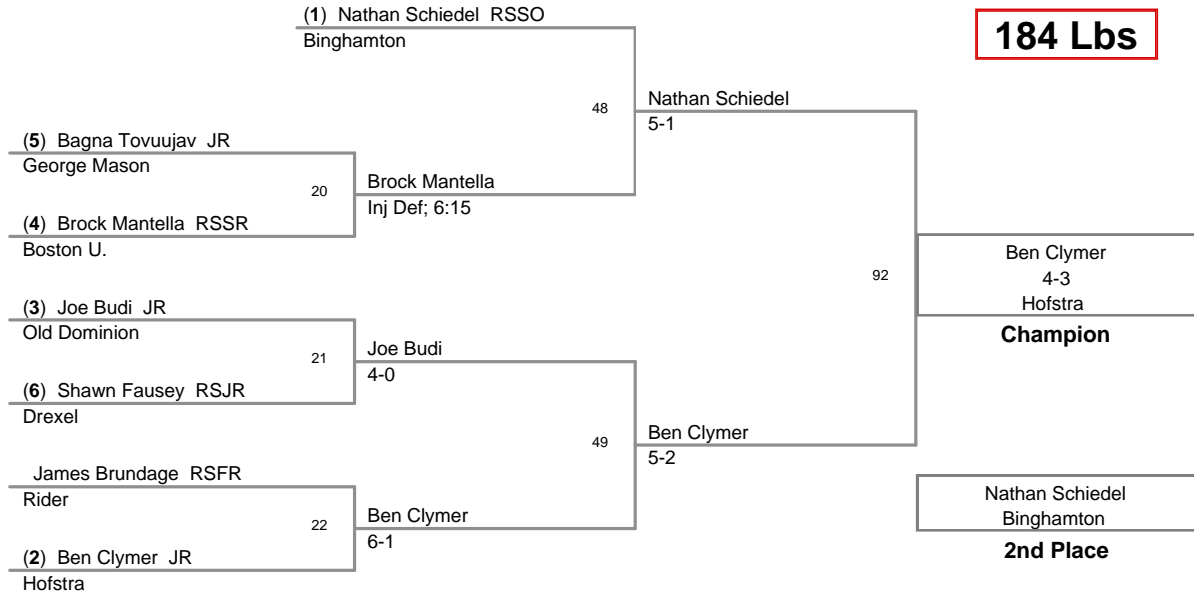 (1) Nathan Schiedel RSSO
Binghamton
184 Lbs
48
Nathan Schiedel
5-1
(5) Bagna Tovuujav JR
George Mason
20
Brock Mantella
Inj Def; 6:15
(4) Brock Mantella RSSR
Boston U.
92
Ben Clymer
4-3
Hofstra
Champion
(3) Joe Budi JR
Old Dominion
21
Joe Budi
4-0
(6) Shawn Fausey RSJR
Drexel
49
Ben Clymer
5-2
James Brundage RSFR
Rider
22
Ben Clymer
6-1
(2) Ben Clymer JR
Hofstra
Nathan Schiedel
Binghamton
2nd Place